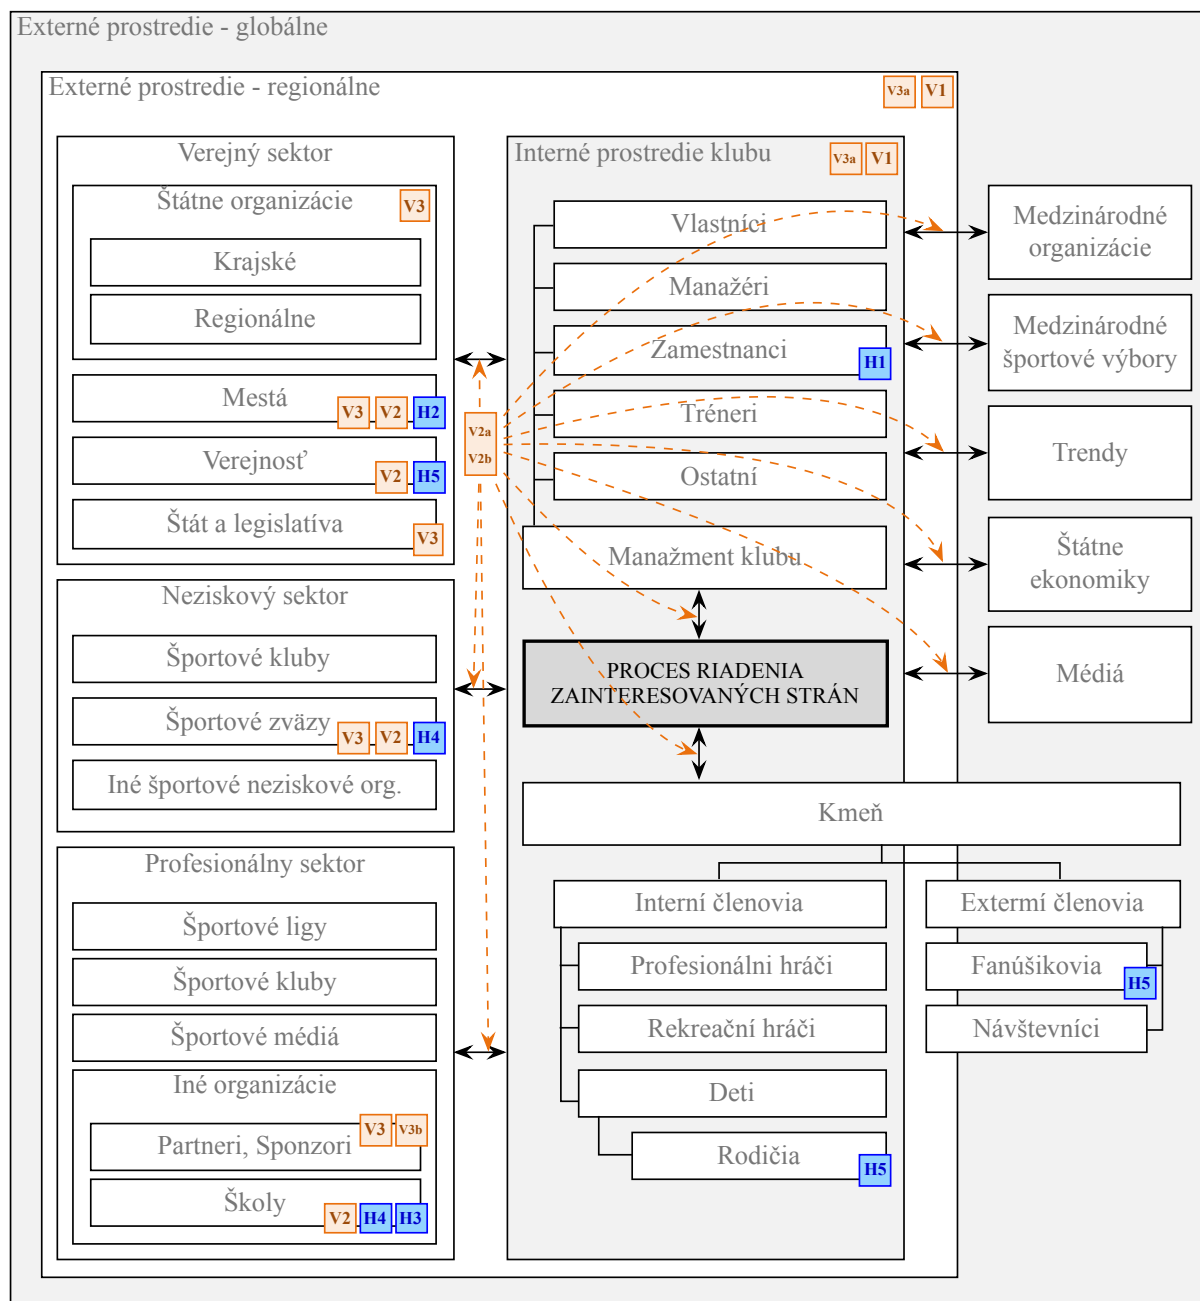 Externé prostredie - globálne
Externé prostredie - regionálne
V3a
V1
Verejný sektor
Štátne organizácie
V3
Krajské
Regionálne
Mestá
V3
V2
H2
Verejnosť
V2
H5
Štát a legislatíva
V3
Neziskový sektor
Športové kluby
Športové zväzy
V3
V2
H4
Iné športové neziskové org.
Profesionálny sektor
Športové ligy
Športové kluby
Športové médiá
Iné organizácie
Partneri, Sponzori
V3
V3b
Školy
V2
H4
H3
V2a
V2b
Interné prostredie klubu
V3a
V1
Vlastníci
Manažéri
Zamestnanci
H1
Tréneri
Ostatní
Manažment klubu
PROCES RIADENIA
ZAINTERESOVANÝCH STRÁN
Kmeň
Interní členovia
Profesionálni hráči
Rekreační hráči
Deti
Rodičia
H5
Extermí členovia
Fanúšikovia
H5
Návštevníci
Medzinárodné
organizácie
Medzinárodné
športové výbory
Trendy
Štátne
ekonomiky
Médiá